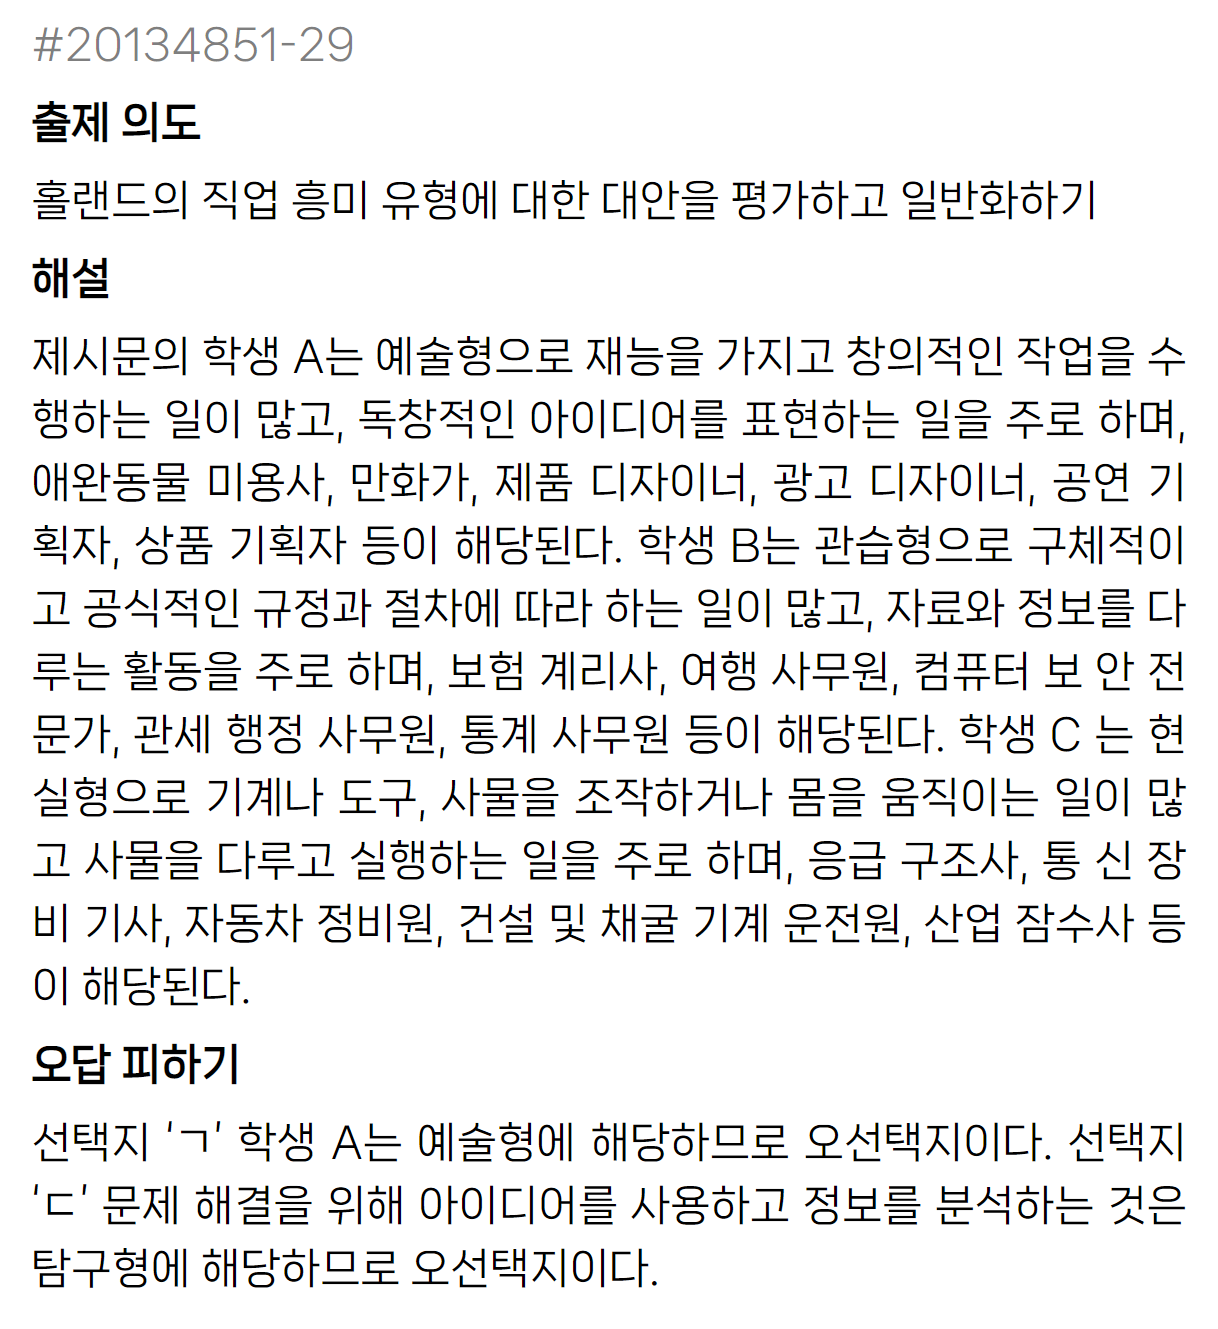 #20134851-29
출제 의도
홀랜드의 직업 흥미 유형에 대한 대안을 평가하고 일반화하기
해설
제시문의 학생 A는 예술형으로 재능을 가지고 창의적인 작업을 수
행하는 일이 많고, 독창적인 아이디어를 표현하는 일을 주로 하며,
애완동물 미용사, 만화가, 제품 디자이너, 광고 디자이너, 공연 기
획자, 상품 기획자 등이 해당된다. 학생 B는 관습형으로 구체적이
고 공식적인 규정과 절차에 따라 하는 일이 많고, 자료와 정보를 다
루는 활동을 주로 하며, 보험 계리사, 여행 사무원, 컴퓨터 보 안 전
문가, 관세 행정 사무원, 통계 사무원 등이 해당된다. 학생 C 는 현
실형으로 기계나 도구, 사물을 조작하거나 몸을 움직이는 일이 많
고 사물을 다루고 실행하는 일을 주로 하며, 응급 구조사, 통 신 장
비 기사, 자동차 정비원, 건설 및 채굴 기계 운전원, 산업 잠수사 등
이 해당된다.
오답 피하기
선택지 ‘ㄱ’ 학생 A는 예술형에 해당하므로 오선택지이다. 선택지
‘ㄷ’ 문제 해결을 위해 아이디어를 사용하고 정보를 분석하는 것은
탐구형에 해당하므로 오선택지이다.